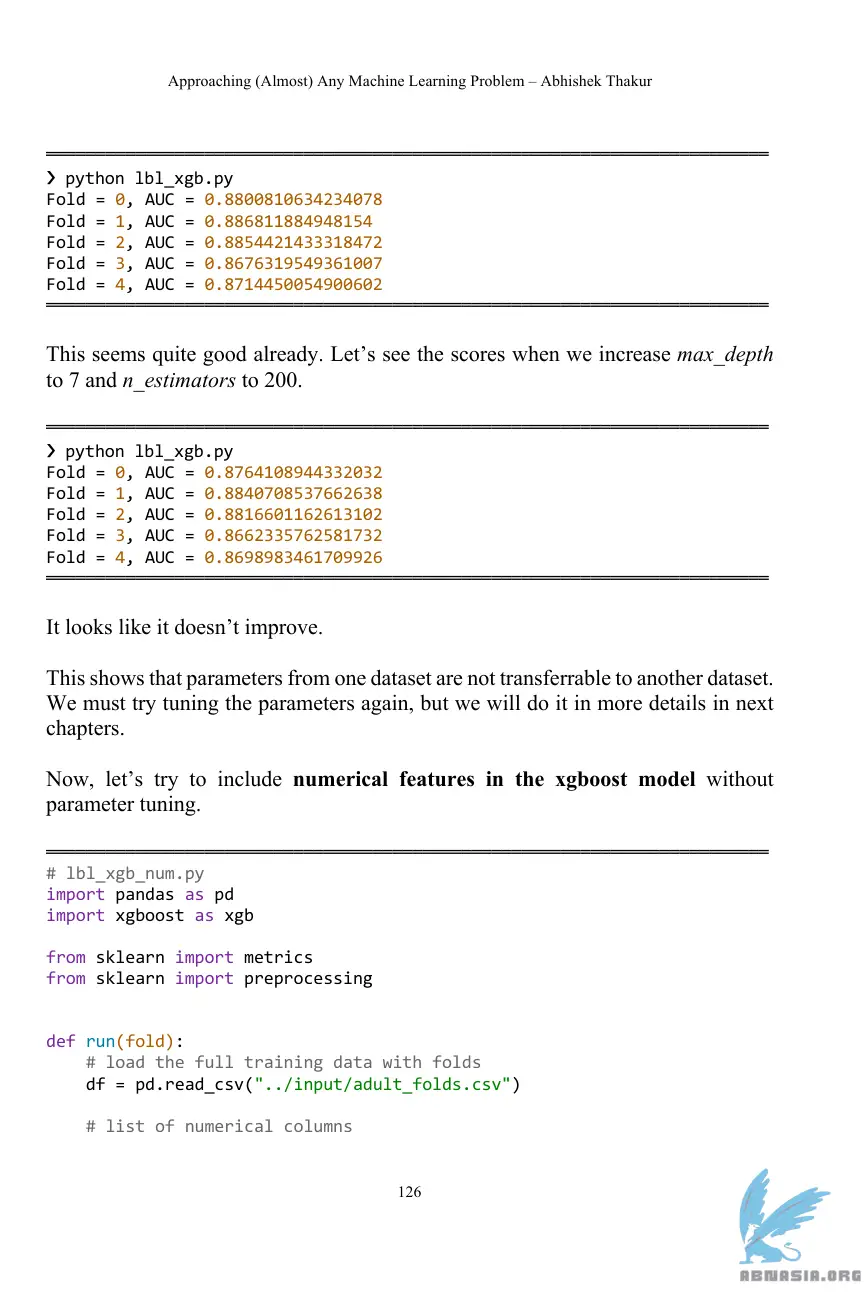 Approaching (Almost) Any Machine Learning Problem – Abhishek Thakur
❯ python lbl_xgb.py
Fold = 0, AUC = 0.8800810634234078
Fold = 1, AUC = 0.886811884948154
Fold = 2, AUC = 0.8854421433318472
Fold = 3, AUC = 0.8676319549361007
Fold = 4, AUC = 0.8714450054900602
This seems quite good already. Let’s see the scores when we increase max_depth
to 7 and n_estimators to 200.
❯ python lbl_xgb.py
Fold = 0, AUC = 0.8764108944332032
Fold = 1, AUC = 0.8840708537662638
Fold = 2, AUC = 0.8816601162613102
Fold = 3, AUC = 0.8662335762581732
Fold = 4, AUC = 0.8698983461709926
It looks like it doesn’t improve.
This shows that parameters from one dataset are not transferrable to another dataset.
We must try tuning the parameters again, but we will do it in more details in next
chapters.
Now, let’s try to include numerical features in the xgboost model without
parameter tuning.
# lbl_xgb_num.py
import pandas as pd
import xgboost as xgb
from sklearn import metrics
from sklearn import preprocessing
def run(fold):
    # load the full training data with folds
    df = pd.read_csv("../input/adult_folds.csv")
    # list of numerical columns
126
ABNASIA.ORG